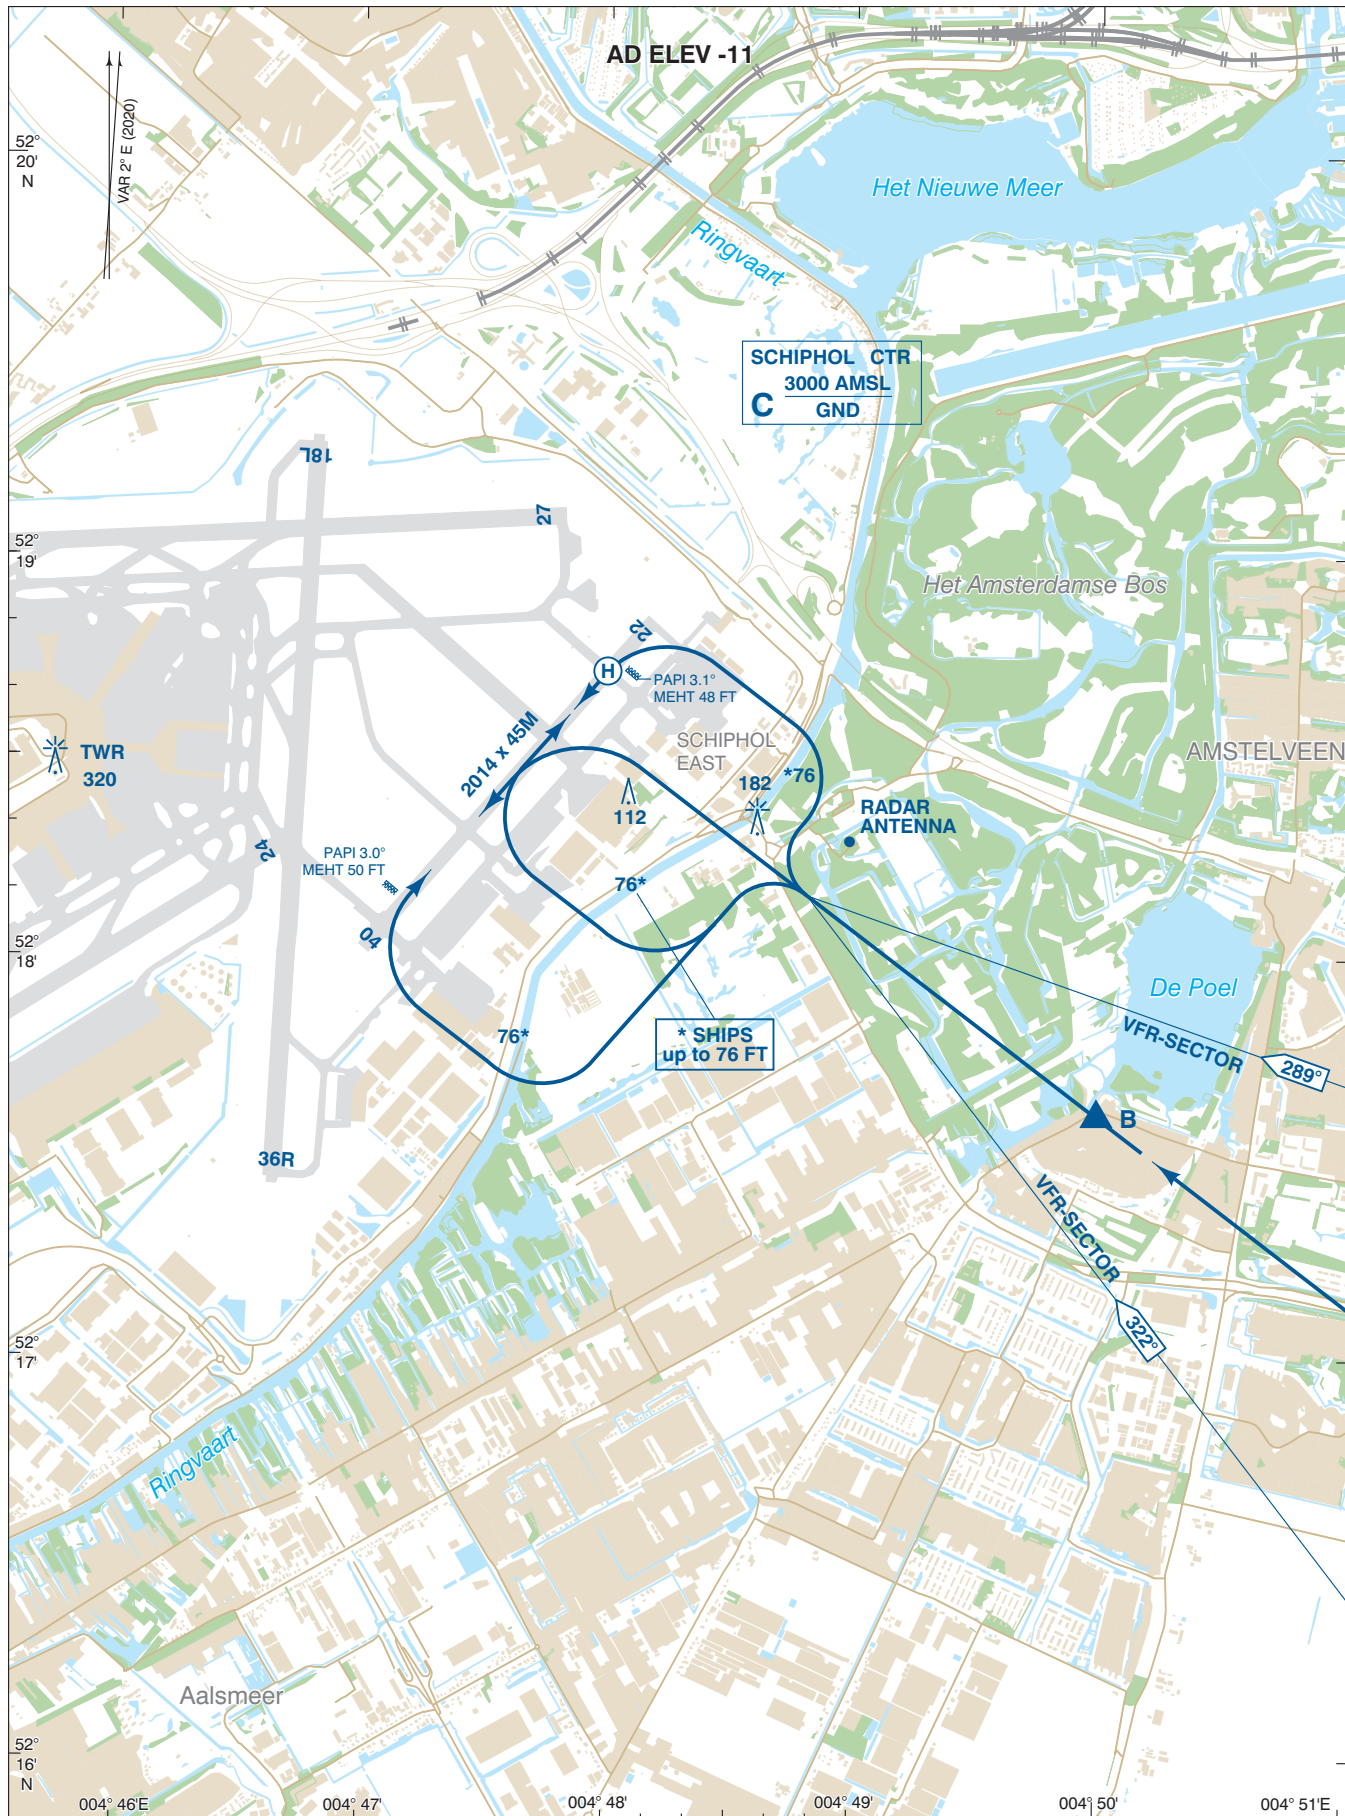 AD ELEV -11
52°
20'
N
VAR 2° E (2020)
Het Nieuwe Meer
Ringvaart
SCHIPHOL CTR
C 3000 AMSL
GND
18L
27
52°
19'
Het Amsterdamse Bos
22
H
PAPI 3.1°
MEHT 48 FT
2014 x 45M
SCHIPHOL
EAST
AMSTELVEEN
TWR
320
182
*76
112
RADAR
ANTENNA
24
PAPI 3.0°
MEHT 50 FT
76*
04
52°
18'
De Poel
VFR-SECTOR
289°
76*
* SHIPS
up to 76 FT
B
36R
VFR-SECTOR
322°
52°
17'
Ringvaart
Aalsmeer
52°
16'
N
004° 46'E
004° 47'
004° 48'
004° 49'
004° 50'
004° 51'E